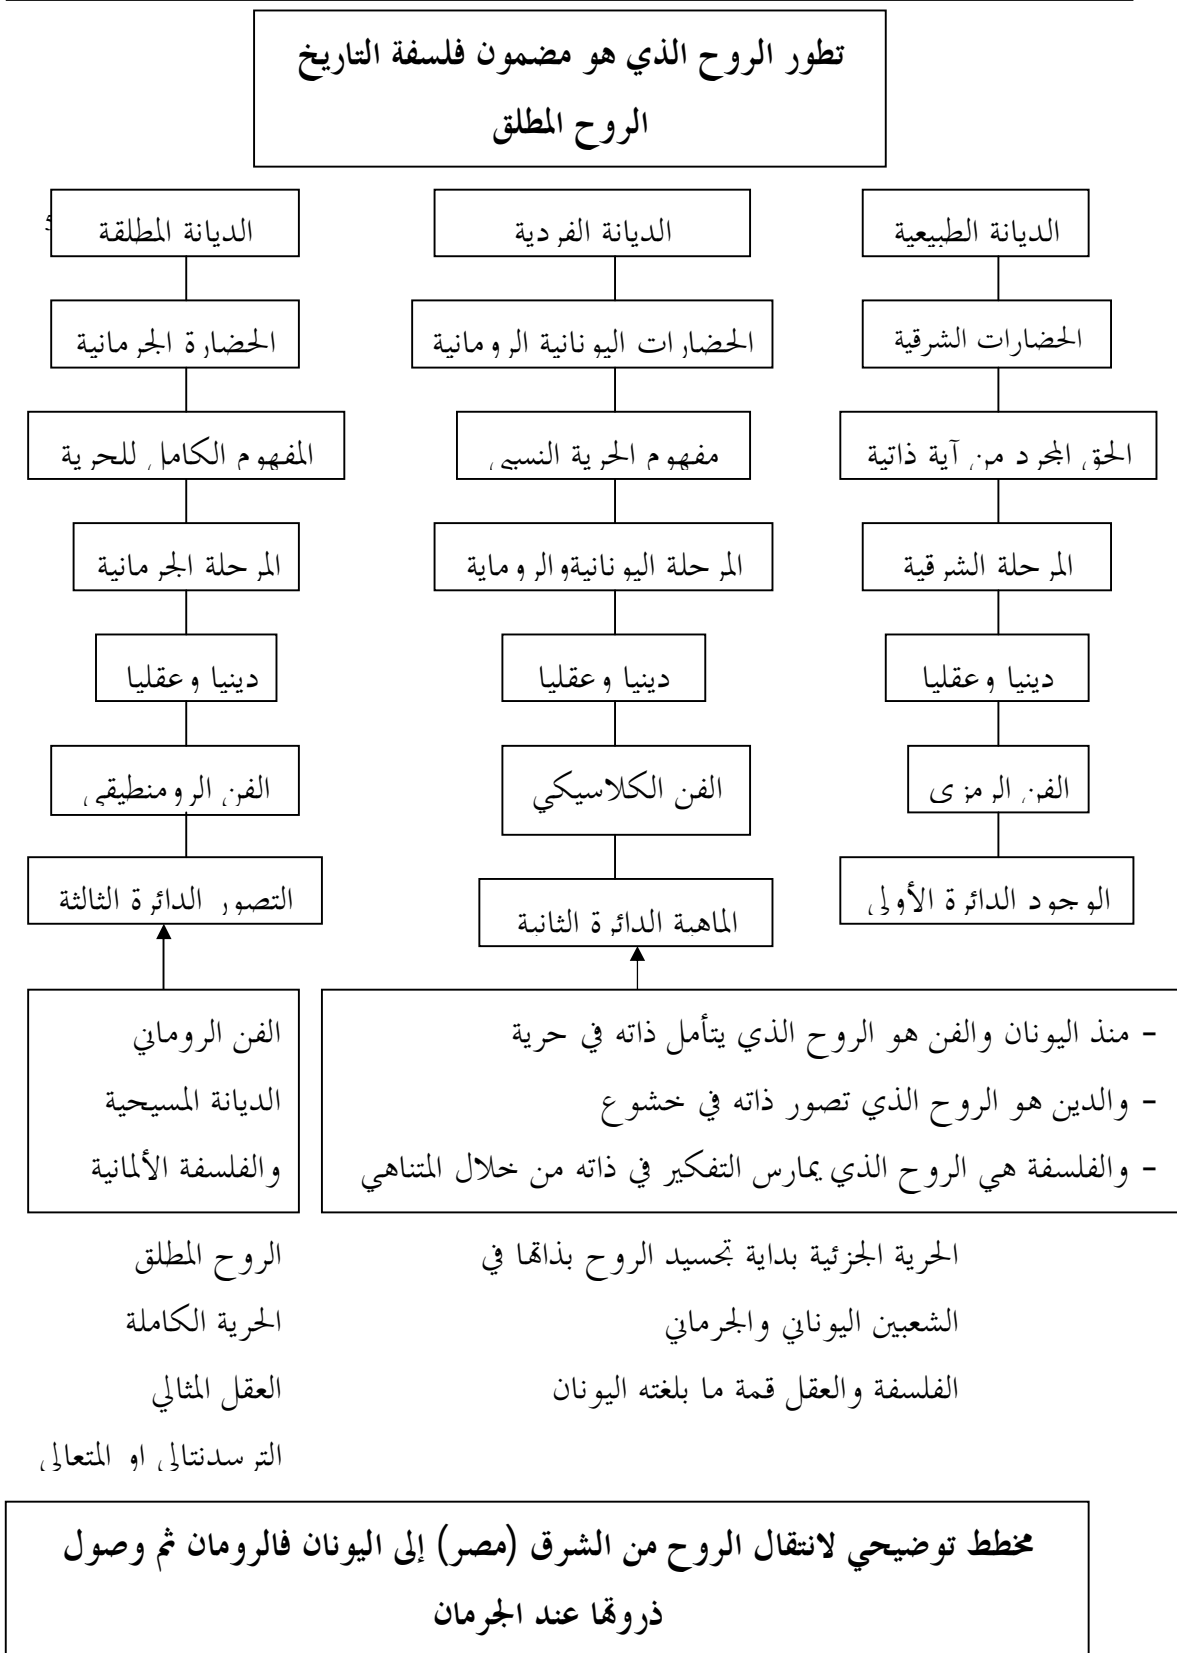 تطور الروح الذي هو مضمون فلسفة التاريخ
الروح المطلق
الديانة الطبيعية
الديانة الفردية
الديانة المطلقة
الحضارات الشرقية
الحضارات اليونانية الرومانية
الحضارة الجرمانية
الحق المجرد من آية ذاتية
مفهوم الحرية النسبي
المفهوم الكامل للحرية
المرحلة الشرقية
المرحلة اليونانيةوالروماية
المرحلة الجرمانية
دينيا وعقليا
دينيا وعقليا
دينيا وعقليا
الفن الرمزي
الفن الكلاسيكي
الفن الرومنطيقي
الوجود الدائرة الأولى
الماهية الدائرة الثانية
التصور الدائرة الثالثة
- منذ اليونان والفن هو الروح الذي يتأمل ذاته في حرية
- والدين هو الروح الذي تصور ذاته في خشوع
- والفلسفة هي الروح الذي يمارس التفكير في ذاته من خلال المتناهي
الفن الروماني
الديانة المسيحية
والفلسفة الألمانية
الحرية الجزئية بداية تجسيد الروح بذاتها في
الشعبين اليوناني والجرماني
الفلسفة والعقل قمة ما بلغته اليونان
الروح المطلق
الحرية الكاملة
العقل المثالي
الترسدنتالي او المتعالي
مخطط توضيحي لانتقال الروح من الشرق (مصر) إلى اليونان فالرومان ثم وصول
ذروتها عند الجرمان